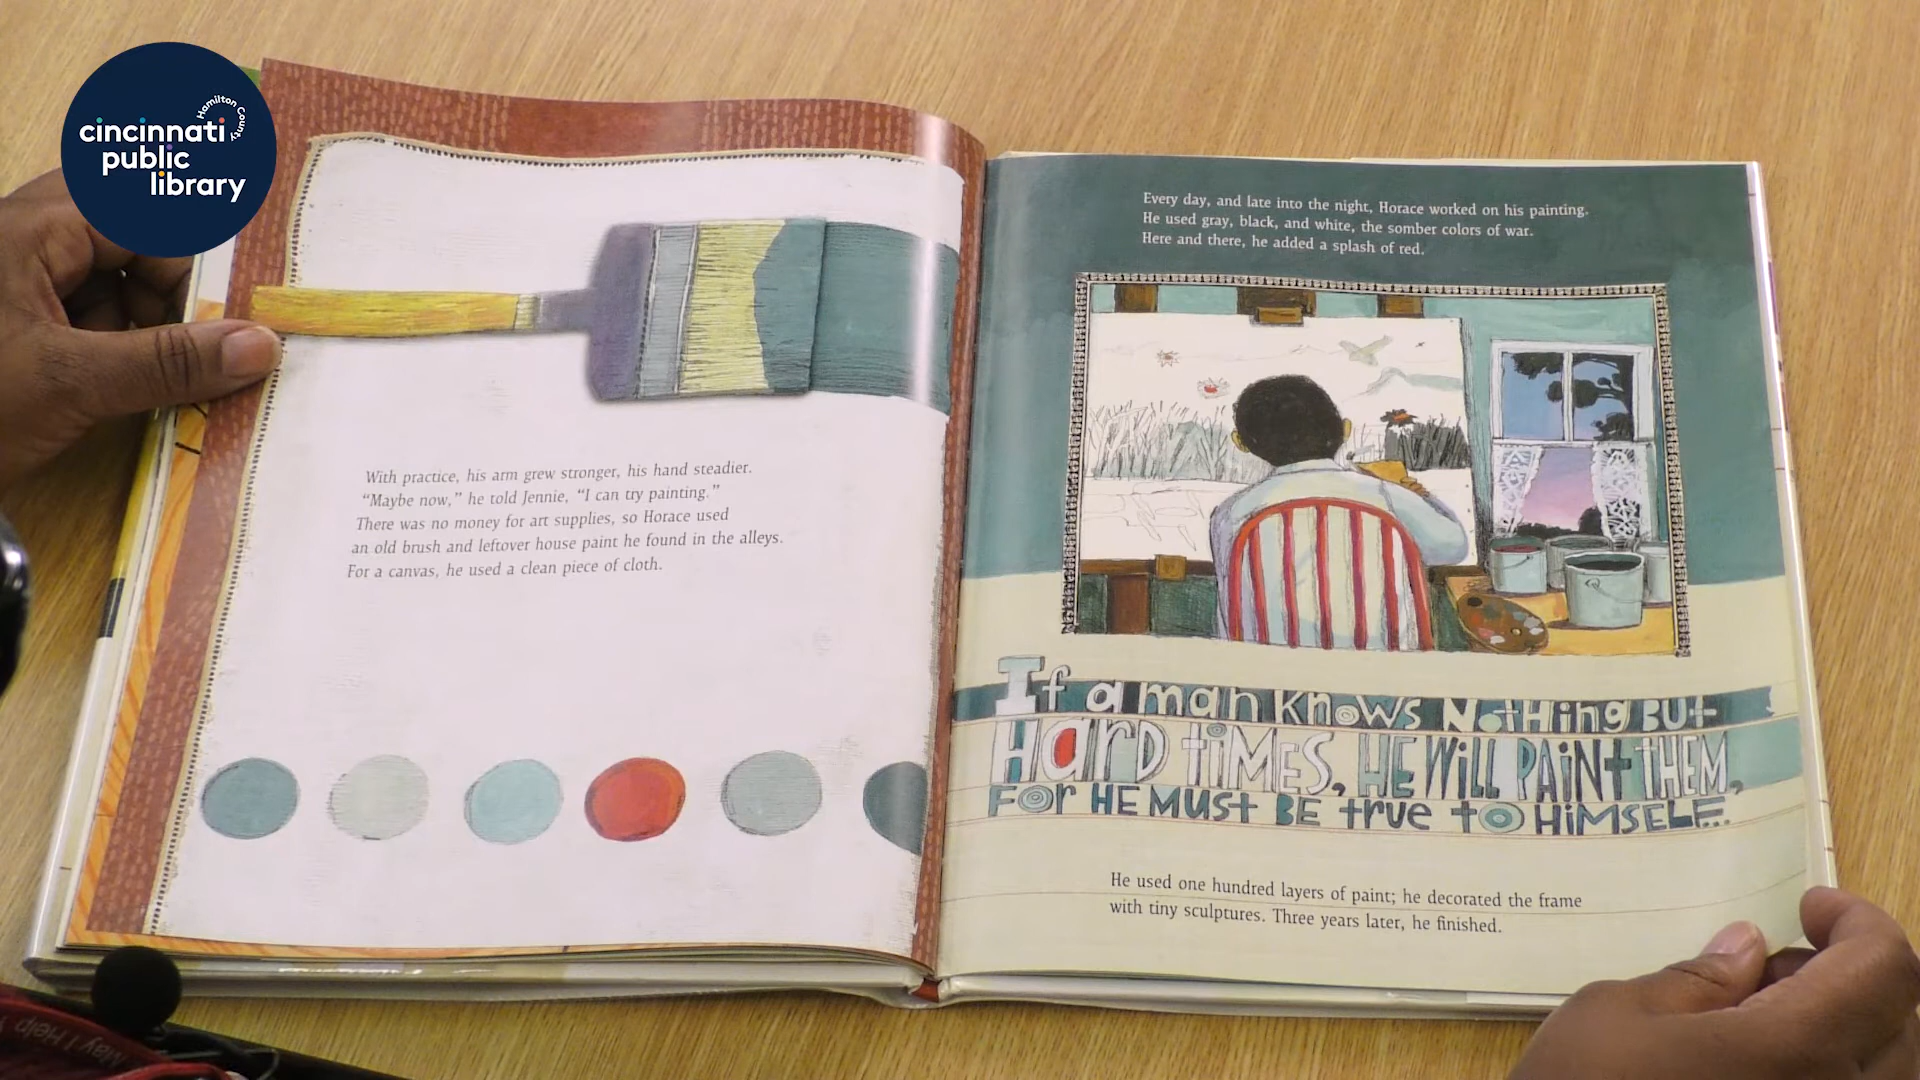 Hamilton County
cincinnati
public
library
With practice, his arm grew stronger, his hand steadier.
“Maybe now,” he told Jennie, “I can try painting.”
There was no money for art supplies, so Horace used
an old brush and leftover house paint he found in the alleys.
For a canvas, he used a clean piece of cloth.
Every day, and late into the night, Horace worked on his painting.
He used gray, black, and white, the somber colors of war.
Here and there, he added a splash of red.
If a man knows NotHing BUt
HarD tiMES, HE WiLL PAiNt tHEM,
FOr HE MUSt BE true to HiMSELF...
He used one hundred layers of paint; he decorated the frame
with tiny sculptures. Three years later, he finished.
May I Help